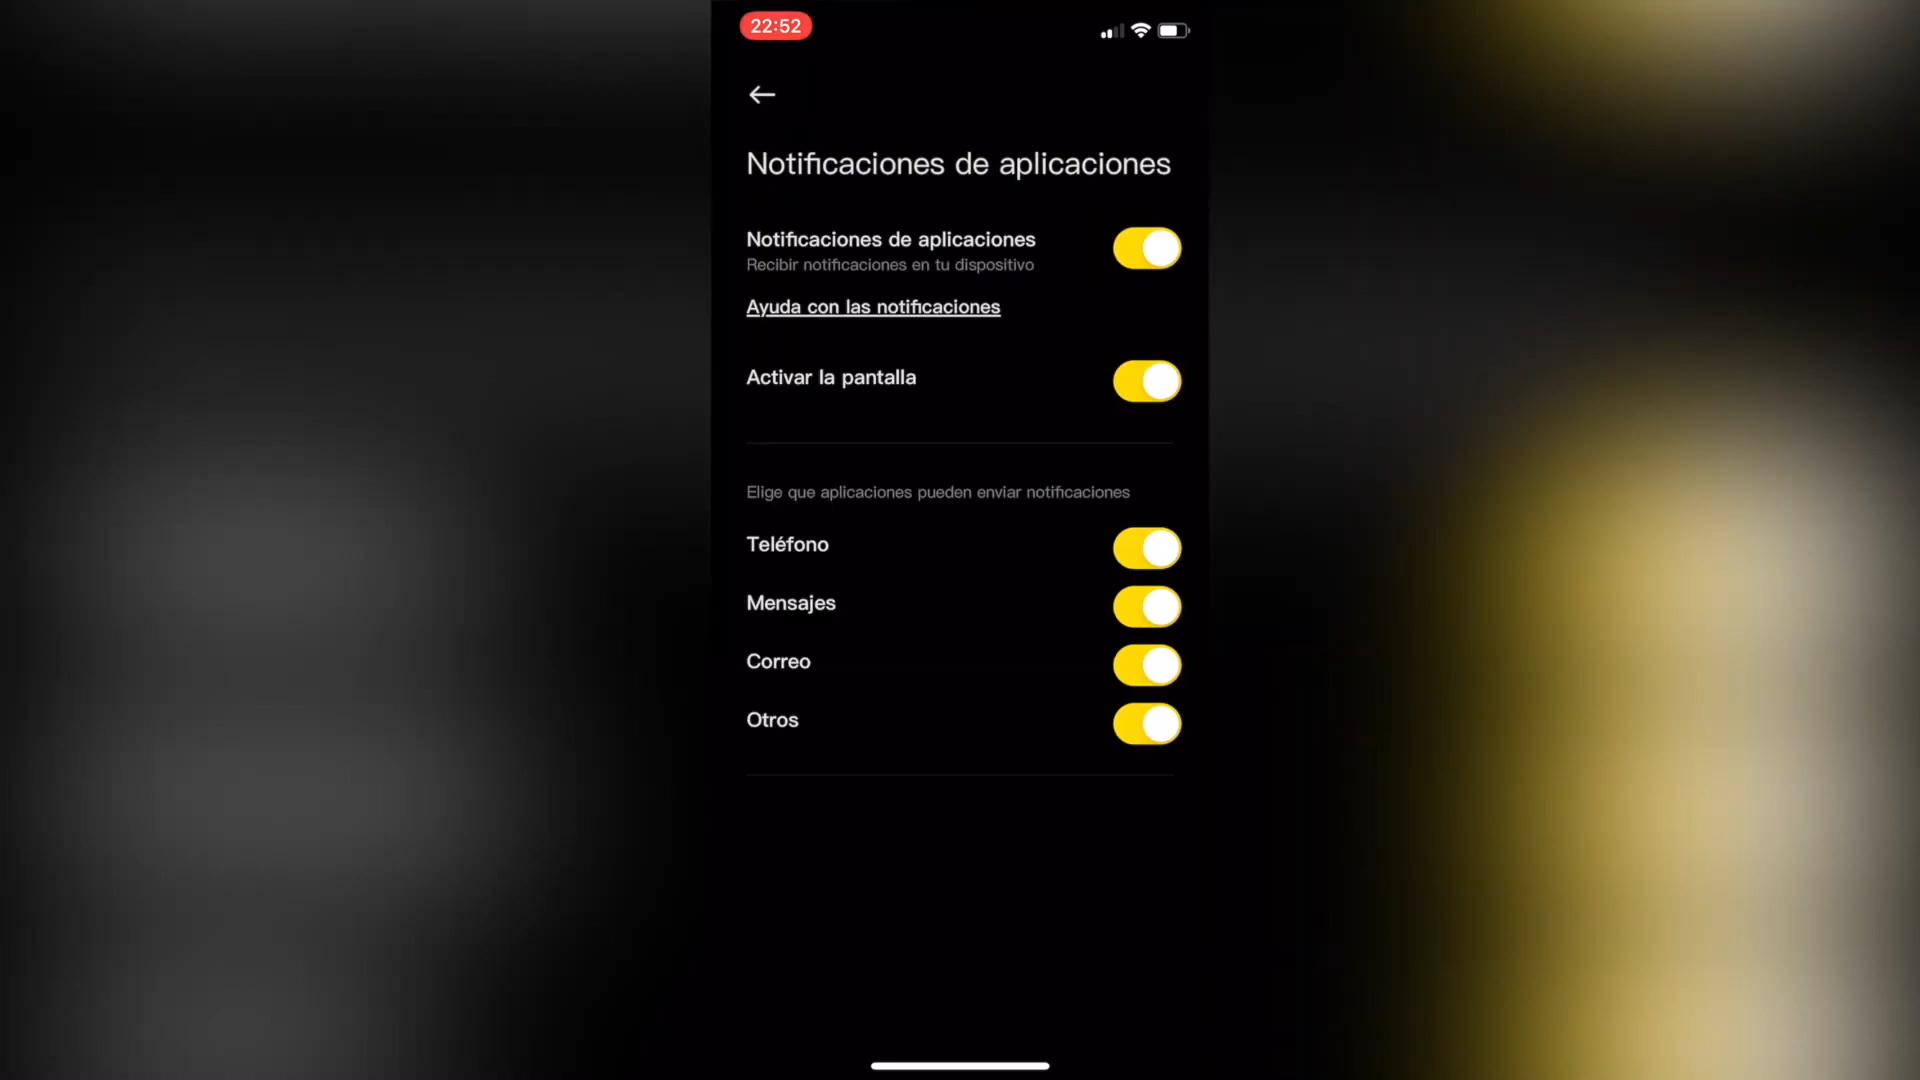 22:52
Notificaciones de aplicaciones
Notificaciones de aplicaciones
Recibir notificaciones en tu dispositivo
Ayuda con las notificaciones
Activar la pantalla
Elige que aplicaciones pueden enviar notificaciones
Teléfono
Mensajes
Correo
Otros